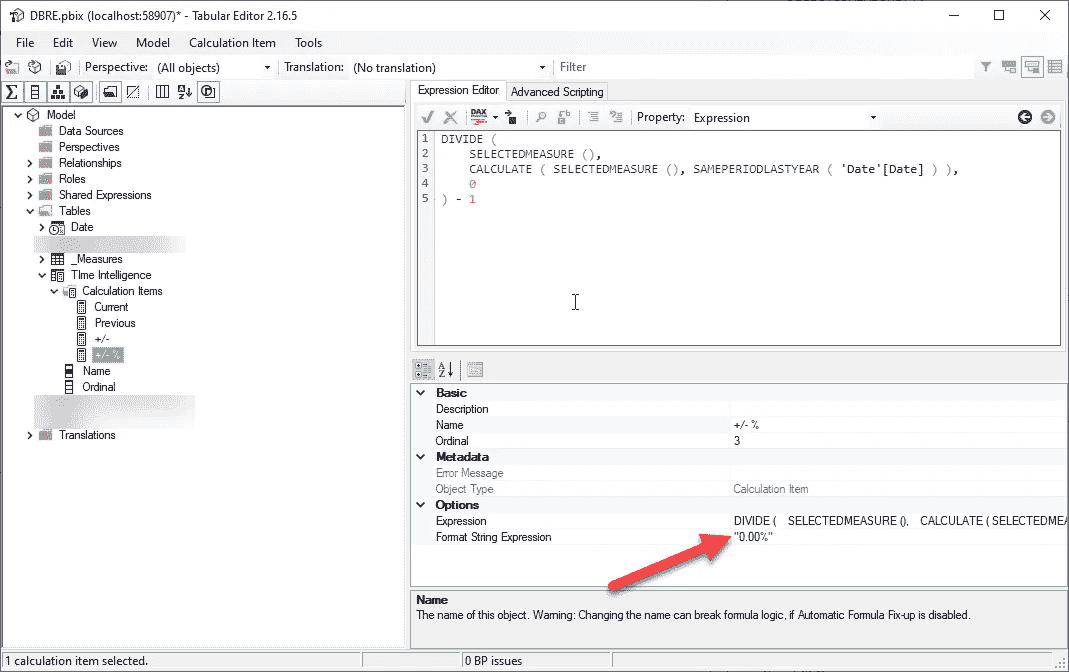 DBRE.pbix (localhost:58907)* - Tabular Editor 2.16.5
File Edit View Model Calculation Item Tools
Perspective: (All objects) Translation: (No translation) Filter
Expression Editor Advanced Scripting
DAX Property: Expression
1 DIVIDE (
2 SELECTEDMEASURE (),
3 CALCULATE ( SELECTEDMEASURE (), SAMEPERIODLASTYEAR ( 'Date'[Date] ) ),
4 0
5 ) - 1
Model
Data Sources
Perspectives
Relationships
Roles
Shared Expressions
Tables
Date
_Measures
TIme Intelligence
Calculation Items
Current
Previous
+/-
+/- %
Name
Ordinal
Translations
Basic
Description
Name +/- %
Ordinal 3
Metadata
Error Message
Object Type Calculation Item
Options
Expression DIVIDE ( SELECTEDMEASURE (), CALCULATE ( SELECTEDMEA
Format String Expression "0.00%"
Name
The name of this object. Warning: Changing the name can break formula logic, if Automatic Formula Fix-up is disabled.
1 calculation item selected. 0 BP issues